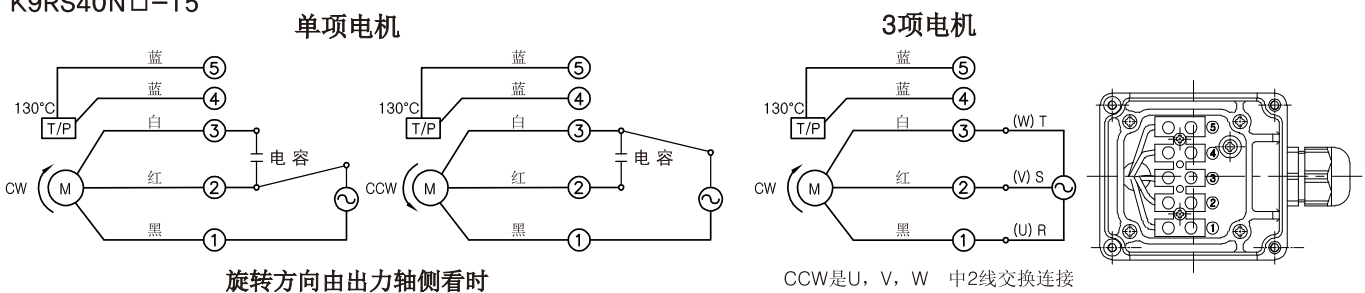 K9RS40N□-T5
单项电机
3项电机
蓝 ⑤
蓝 ④
130°C
T/P
白 ③
电 容
CW M 红 ②
黑 ①
蓝 ⑤
蓝 ④
130°C
T/P
白 ③
电 容
CCW M 红 ②
黑 ①
蓝 ⑤
蓝 ④
130°C
T/P
白 ③ (W) T
CW M 红 ② (V) S
黑 ① (U) R
⑤
④
③
②
①
旋转方向由出力轴侧看时
CCW是U，V，W 中2线交换连接